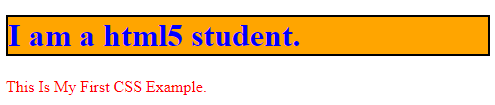 I am a html5 student.
This Is My First CSS Example.